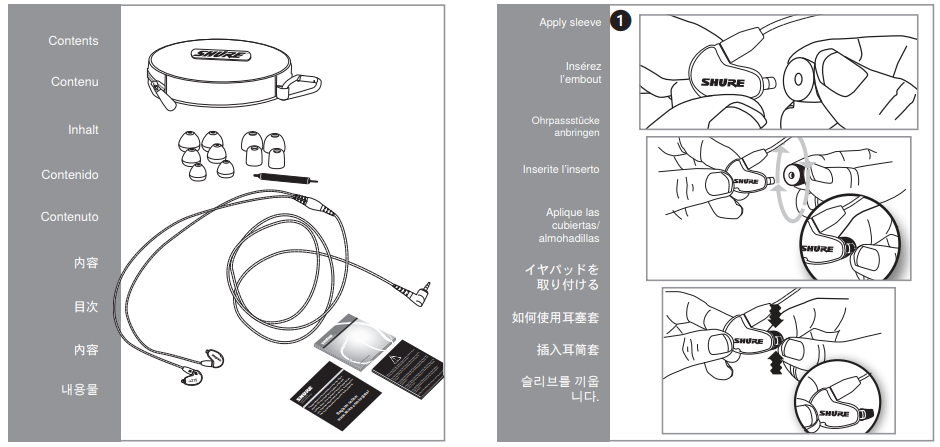 Contents
Contenu
Inhalt
Contenido
Contenuto
内容
目次
内容
내용물
SHURE
SHURE
Apply sleeve
1
Insérez
l'embout
Ohrpassstücke
anbringen
Inserite l'inserto
Aplique las
cubiertas/
almohadillas
イヤパッドを
取り付ける
如何使用耳塞套
插入耳筒套
슬리브를 끼웁
니다.
SHURE
SHURE
SHURE
SHURE
SHURE